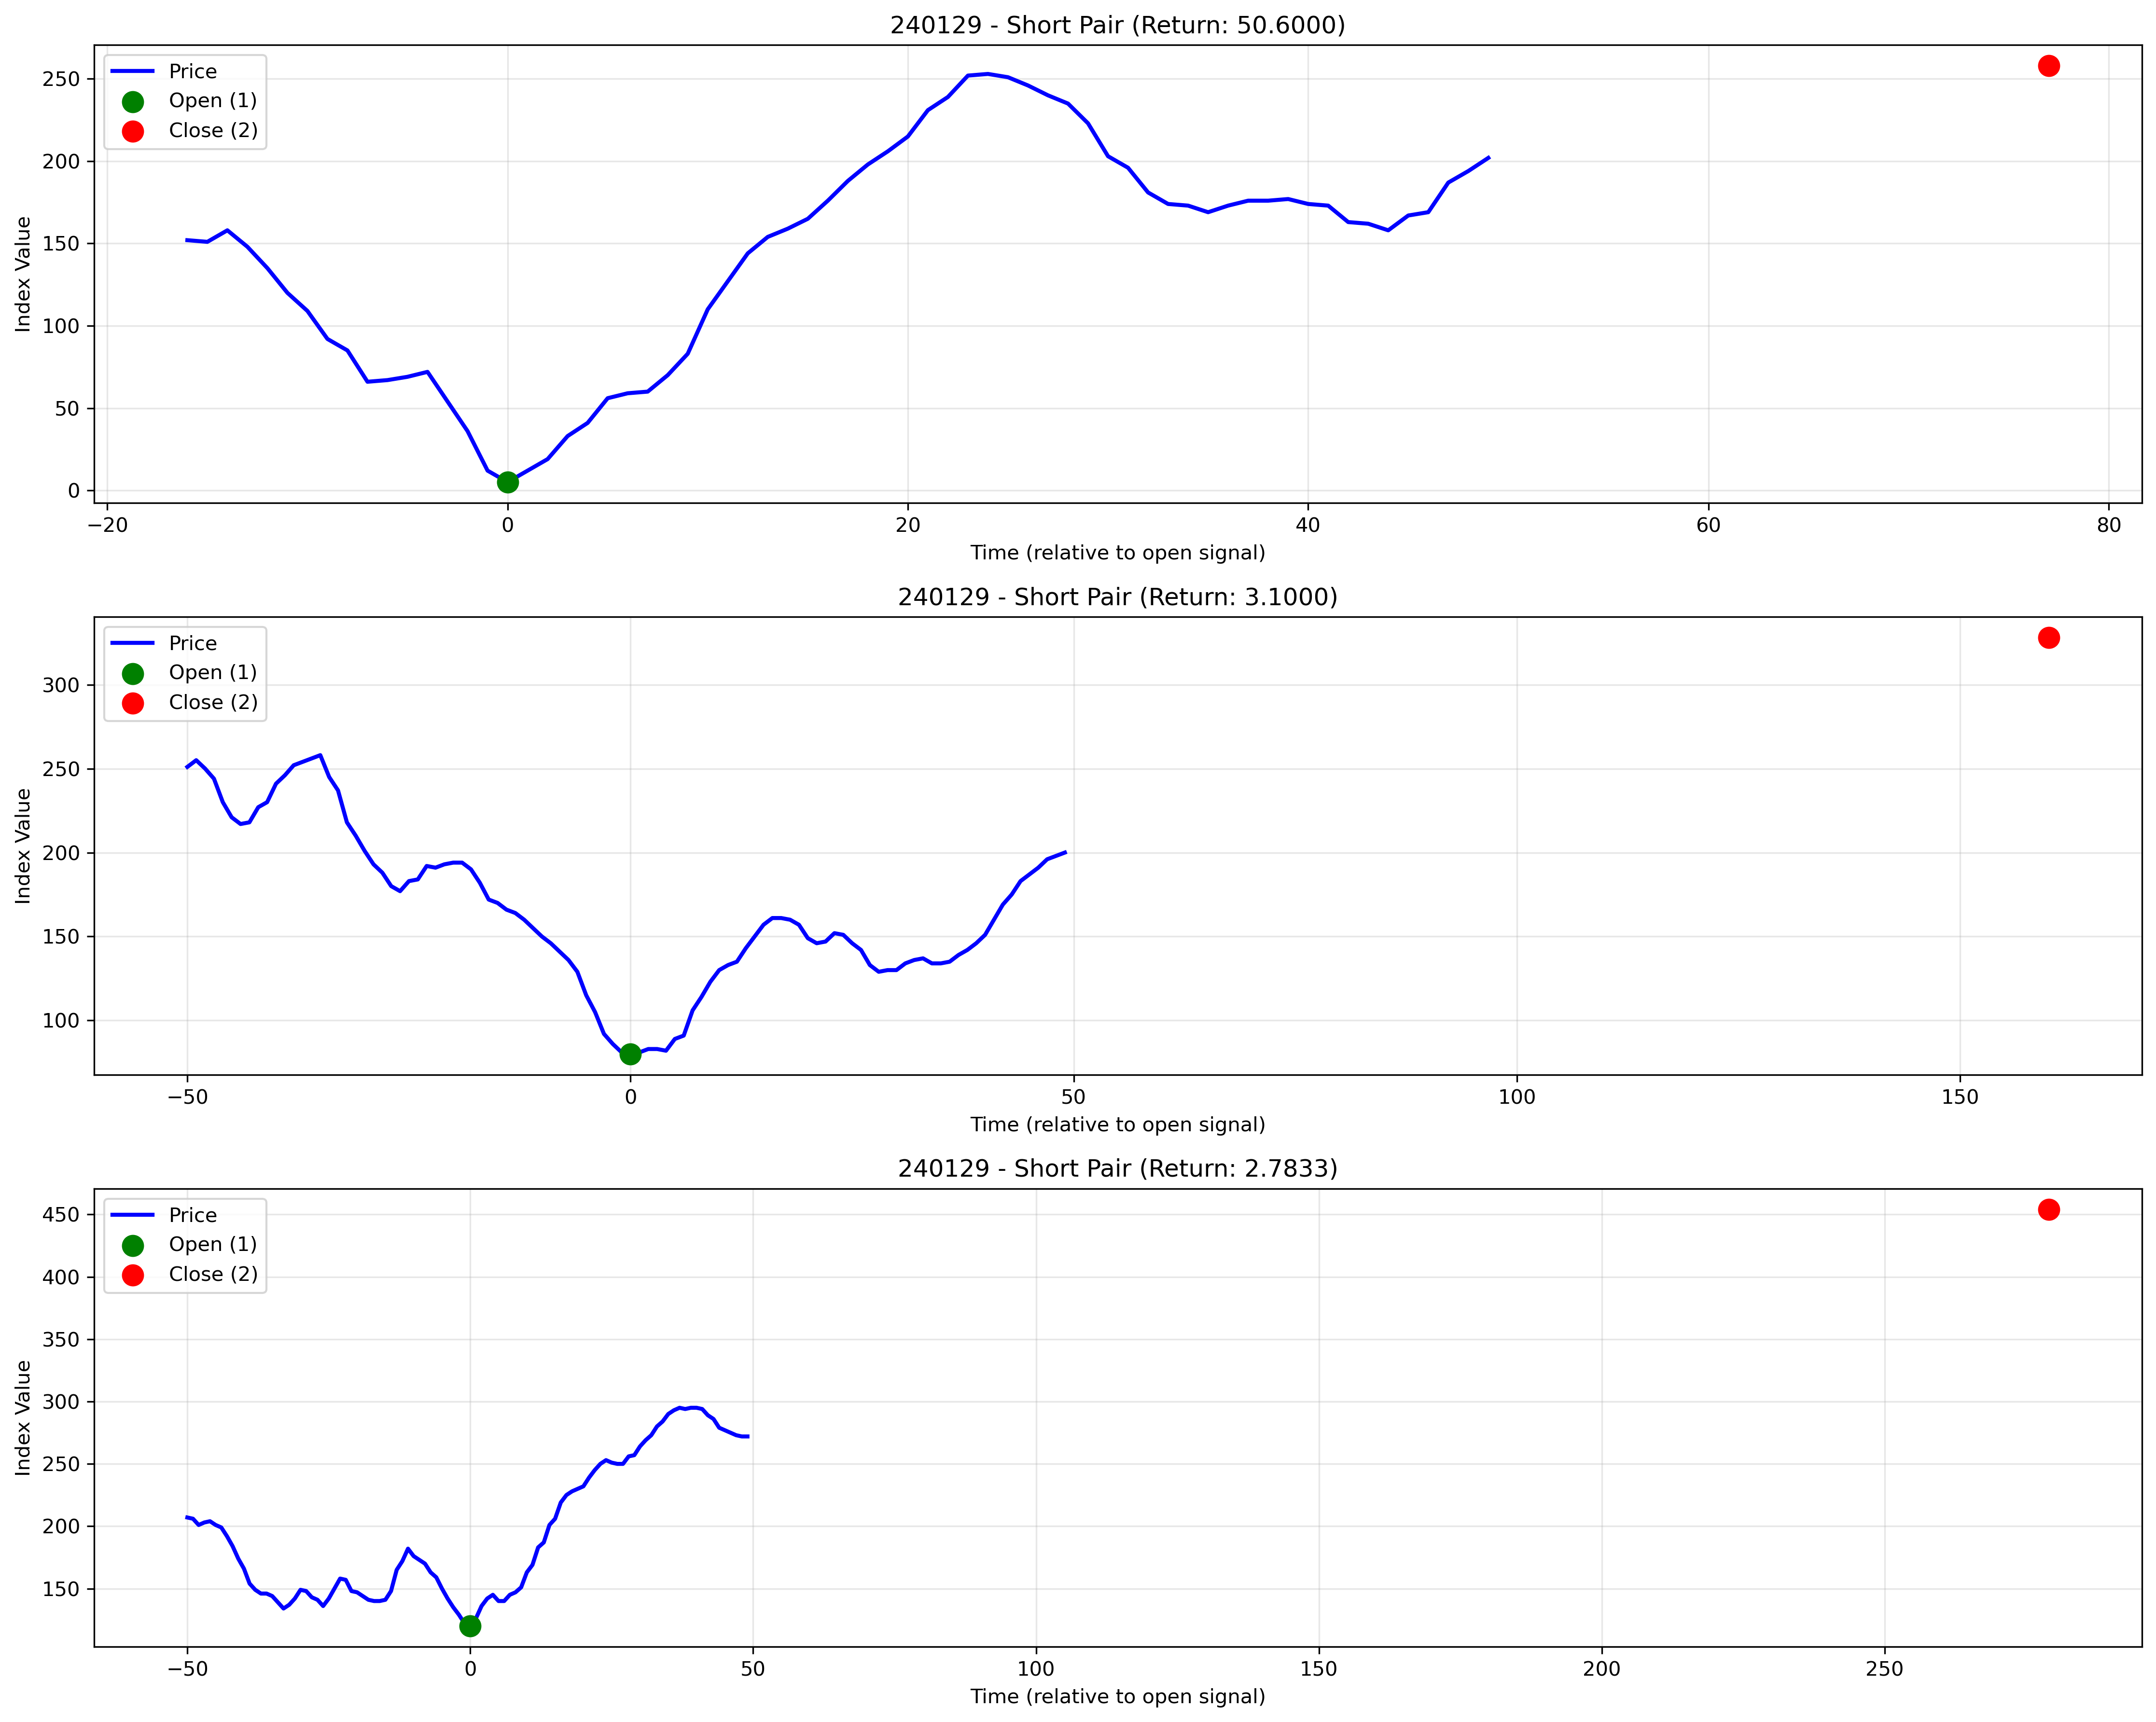 240129 - Short Pair (Return: 50.6000)
Price
Open (1)
Close (2)
Index Value
250
200
150
100
50
0
−20 0 20 40 60 80
Time (relative to open signal)
240129 - Short Pair (Return: 3.1000)
Price
Open (1)
Close (2)
Index Value
300
250
200
150
100
−50 0 50 100 150
Time (relative to open signal)
240129 - Short Pair (Return: 2.7833)
Price
Open (1)
Close (2)
Index Value
450
400
350
300
250
200
150
−50 0 50 100 150 200 250
Time (relative to open signal)